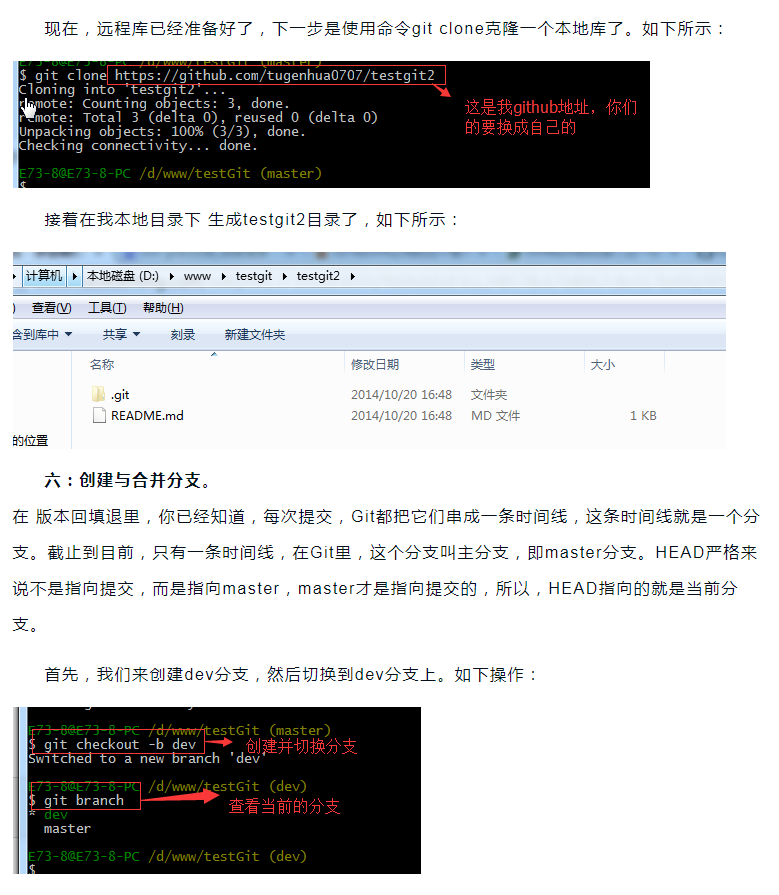 现在，远程库已经准备好了，下一步是使用命令git clone克隆一个本地库了。如下所示：
E73-8@E73-8-PC /d/www/testGit (master)
$ git clone https://github.com/tugenhua0707/testgit2
Cloning into 'testgit2'...
remote: Counting objects: 3, done.
remote: Total 3 (delta 0), reused 0 (delta 0)
Unpacking objects: 100% (3/3), done.
Checking connectivity... done.
这是我github地址，你们
的要换成自己的
E73-8@E73-8-PC /d/www/testGit (master)
$
接着在我本地目录下 生成testgit2目录了，如下所示：
计算机 本地磁盘 (D:) www testgit testgit2
) 查看(V) 工具(T) 帮助(H)
含到库中 共享 刻录 新建文件夹
名称 修改日期 类型 大小
.git 2014/10/20 16:48 文件夹
README.md 2014/10/20 16:48 MD 文件 1 KB
的位置
六：创建与合并分支。
在 版本回填退里，你已经知道，每次提交，Git都把它们串成一条时间线，这条时间线就是一个分
支。截止到目前，只有一条时间线，在Git里，这个分支叫主分支，即master分支。HEAD严格来
说不是指向提交，而是指向master，master才是指向提交的，所以，HEAD指向的就是当前分
支。
首先，我们来创建dev分支，然后切换到dev分支上。如下操作：
E73-8@E73-8-PC /d/www/testGit (master)
$ git checkout -b dev 创建并切换分支
Switched to a new branch 'dev'
E73-8@E73-8-PC /d/www/testGit (dev)
$ git branch 查看当前的分支
* dev
master
E73-8@E73-8-PC /d/www/testGit (dev)
$